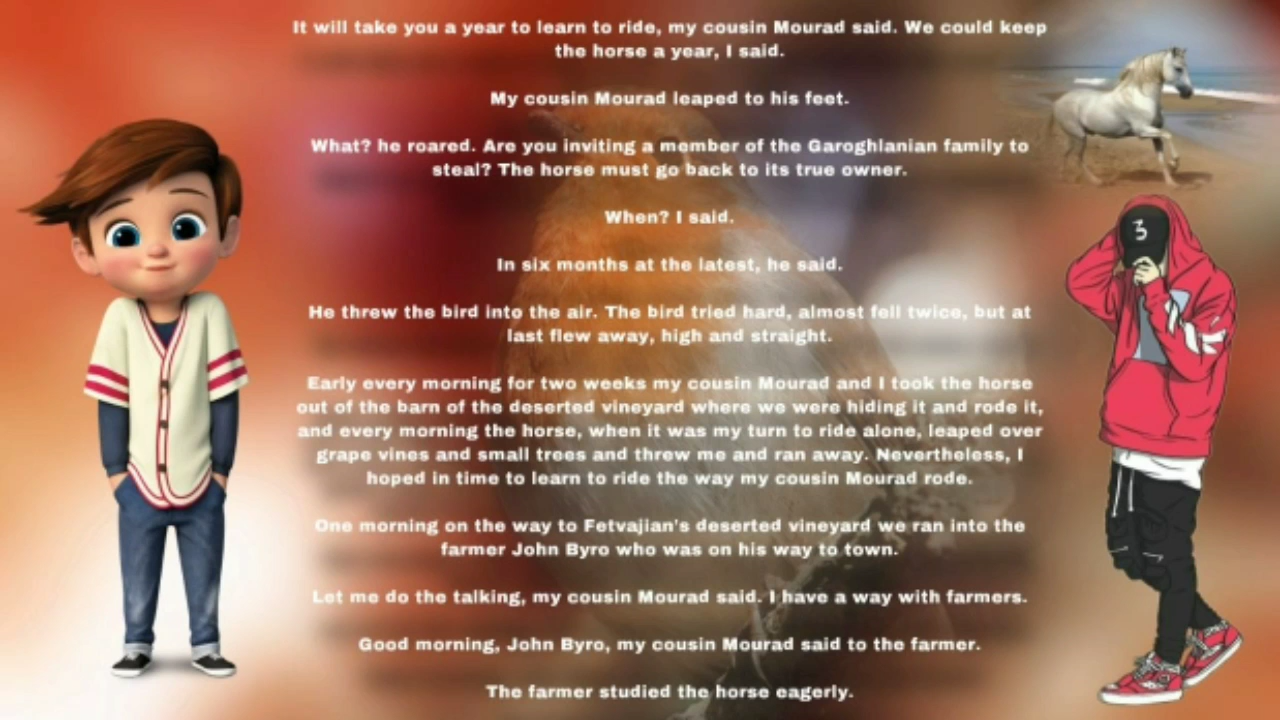 It will take you a year to learn to ride, my cousin Mourad said. We could keep
the horse a year, I said.
My cousin Mourad leaped to his feet.
What? he roared. Are you inviting a member of the Garoghlanian family to
steal? The horse must go back to its true owner.
When? I said.
In six months at the latest, he said.
He threw the bird into the air. The bird tried hard, almost fell twice, but at
last flew away, high and straight.
Early every morning for two weeks my cousin Mourad and I took the horse
out of the barn of the deserted vineyard where we were hiding it and rode it,
and every morning the horse, when it was my turn to ride alone, leaped over
grape vines and small trees and threw me and ran away. Nevertheless, I
hoped in time to learn to ride the way my cousin Mourad rode.
One morning on the way to Fetvajian's deserted vineyard we ran into the
farmer John Byro who was on his way to town.
Let me do the talking, my cousin Mourad said. I have a way with farmers.
Good morning, John Byro, my cousin Mourad said to the farmer.
The farmer studied the horse eagerly.
3